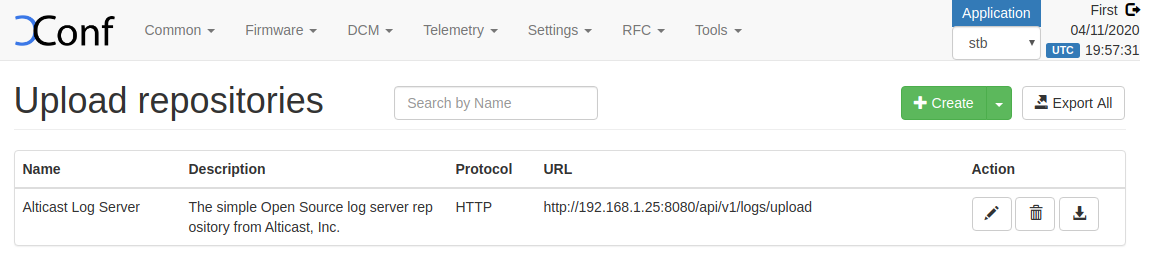 XConf
Common Firmware DCM Telemetry Settings RFC Tools
Application
stb
First
04/11/2020
UTC 19:57:31
Upload repositories
Search by Name
Create
Export All
Name Description Protocol URL Action
Alticast Log Server The simple Open Source log server rep HTTP http://192.168.1.25:8080/api/v1/logs/upload
ository from Alticast, Inc.